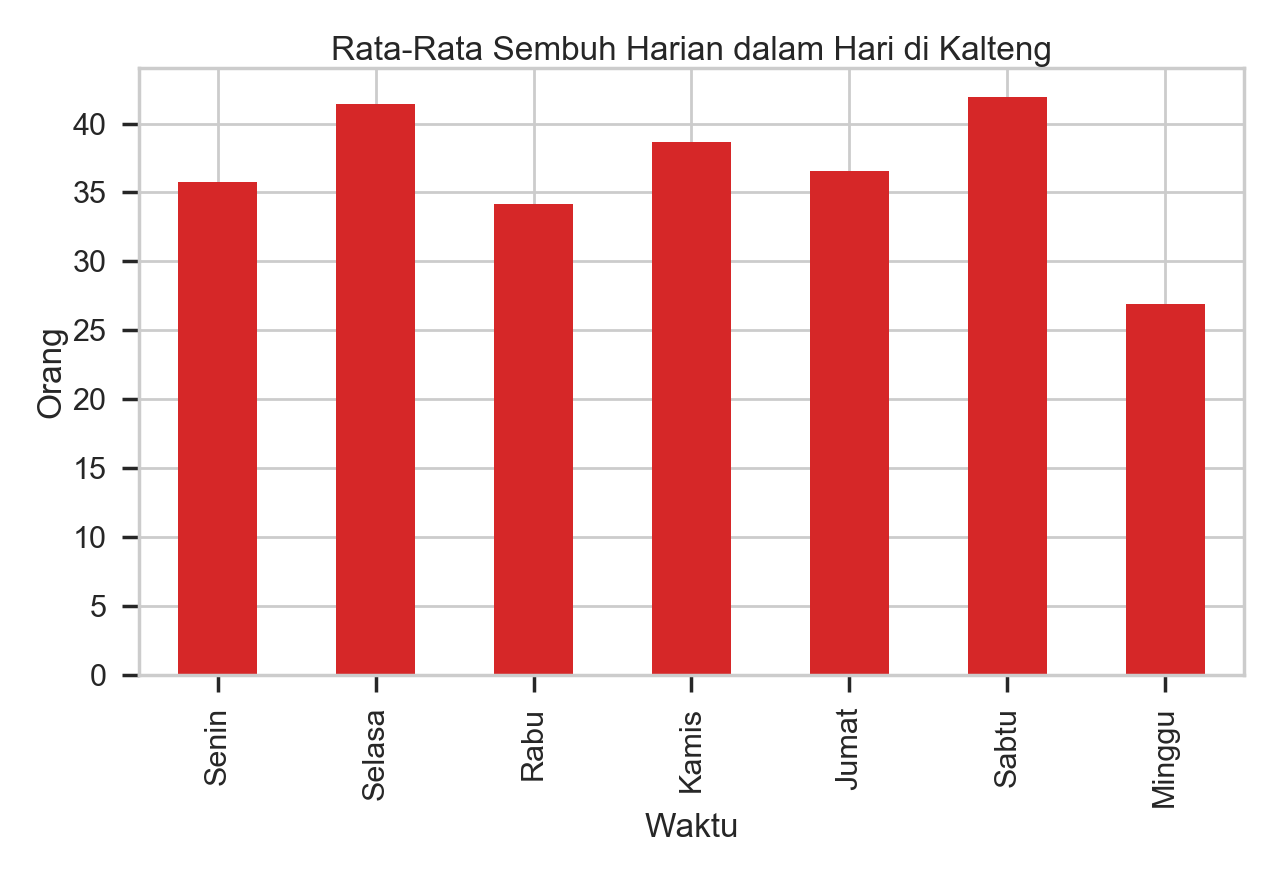 Rata-Rata Sembuh Harian dalam Hari di Kalteng
40
35
30
25
20
15
10
5
0
Orang
Senin
Selasa
Rabu
Kamis
Jumat
Sabtu
Minggu
Waktu